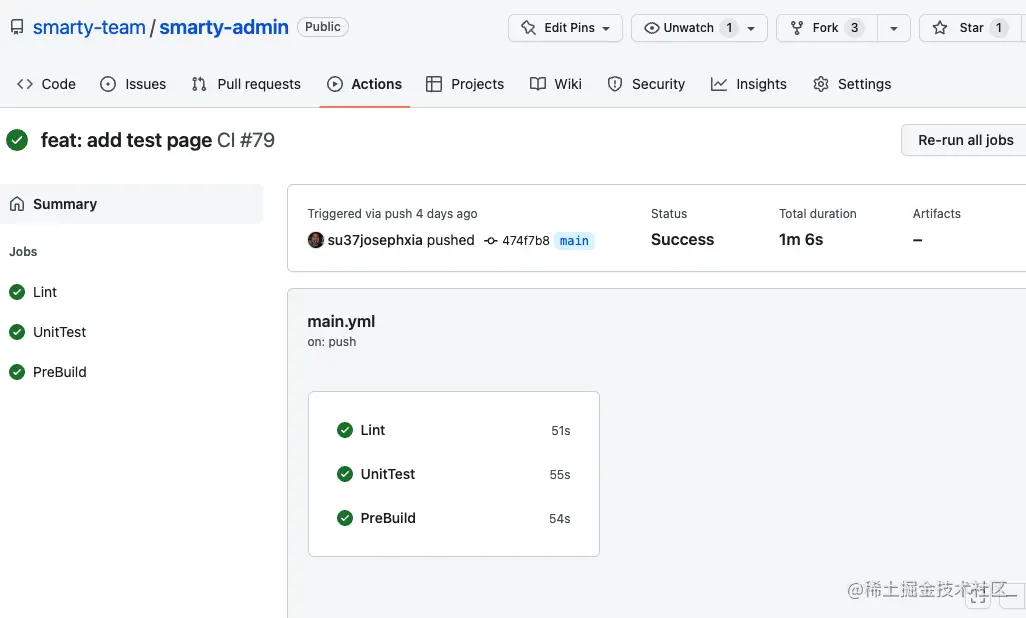 smarty-team / smarty-admin Public Edit Pins Unwatch 1 Fork 3 Star 1
Code Issues Pull requests Actions Projects Wiki Security Insights Settings
feat: add test page CI #79 Re-run all jobs
Summary
Jobs
Lint
UnitTest
PreBuild
Triggered via push 4 days ago Status Total duration Artifacts
su37josephxia pushed 474f7b8 main Success 1m 6s –
main.yml
on: push
Lint 51s
UnitTest 55s
PreBuild 54s
@稀土掘金技术社区